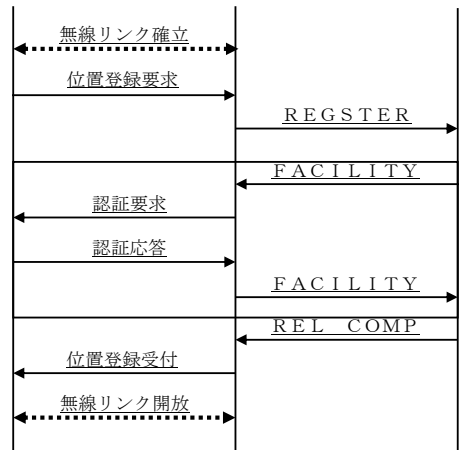 無線リンク確立
位置登録要求
ＲＥＧＳＴＥＲ
ＦＡＣＩＬＩＴＹ
認証要求
認証応答
ＦＡＣＩＬＩＴＹ
ＲＥＬ　ＣＯＭＰ
位置登録受付
無線リンク開放